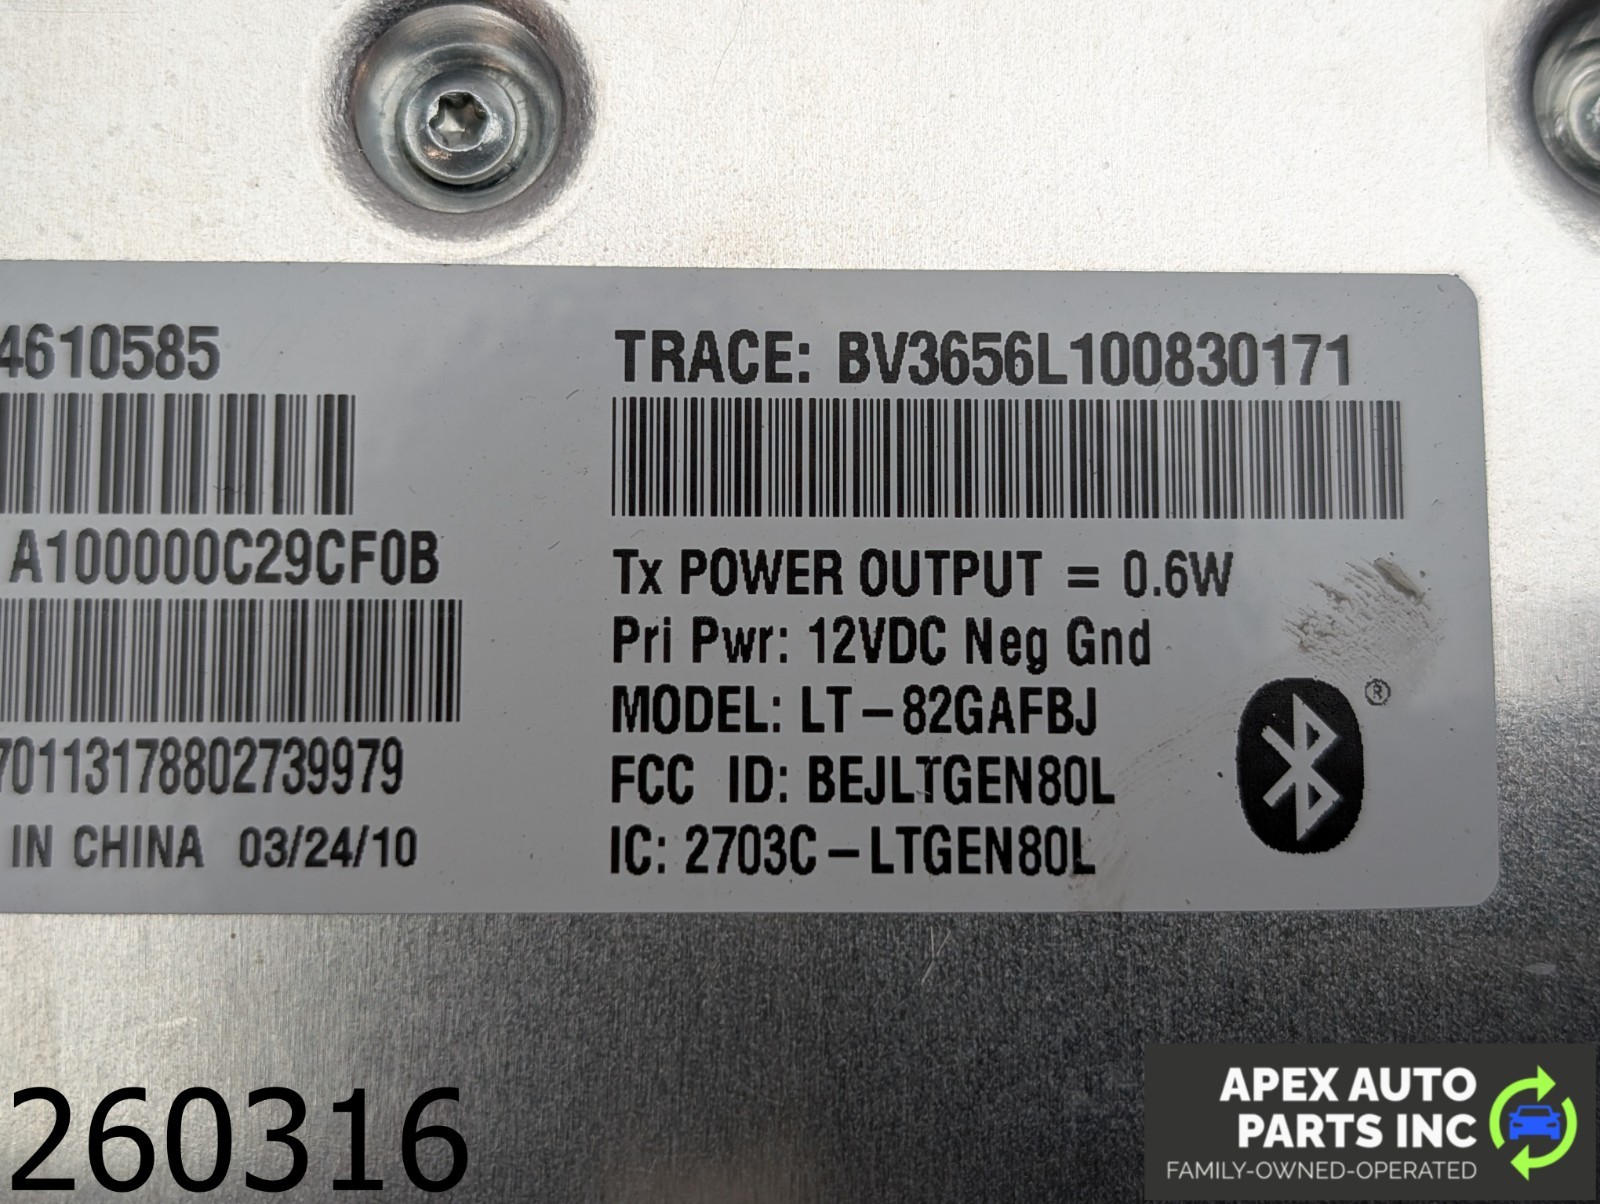 4610585
A100000C29CF0B
70113178802739979
IN CHINA 03/24/10
TRACE: BV3656L100830171
Tx POWER OUTPUT = 0.6W
Pri Pwr: 12VDC Neg Gnd
MODEL: LT-82GAFBJ
FCC ID: BEJLTGEN80L
IC: 2703C-LTGEN80L
®
260316
APEX AUTO
PARTS INC
FAMILY-OWNED-OPERATED